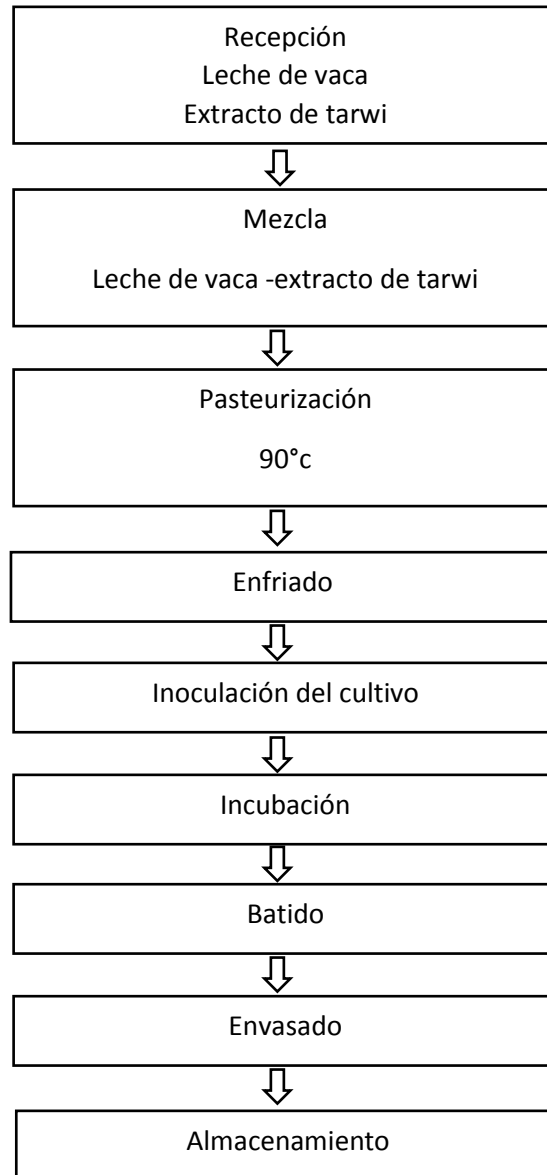 Recepción
Leche de vaca
Extracto de tarwi
Mezcla
Leche de vaca -extracto de tarwi
Pasteurización
90°c
Enfriado
Inoculación del cultivo
Incubación
Batido
Envasado
Almacenamiento